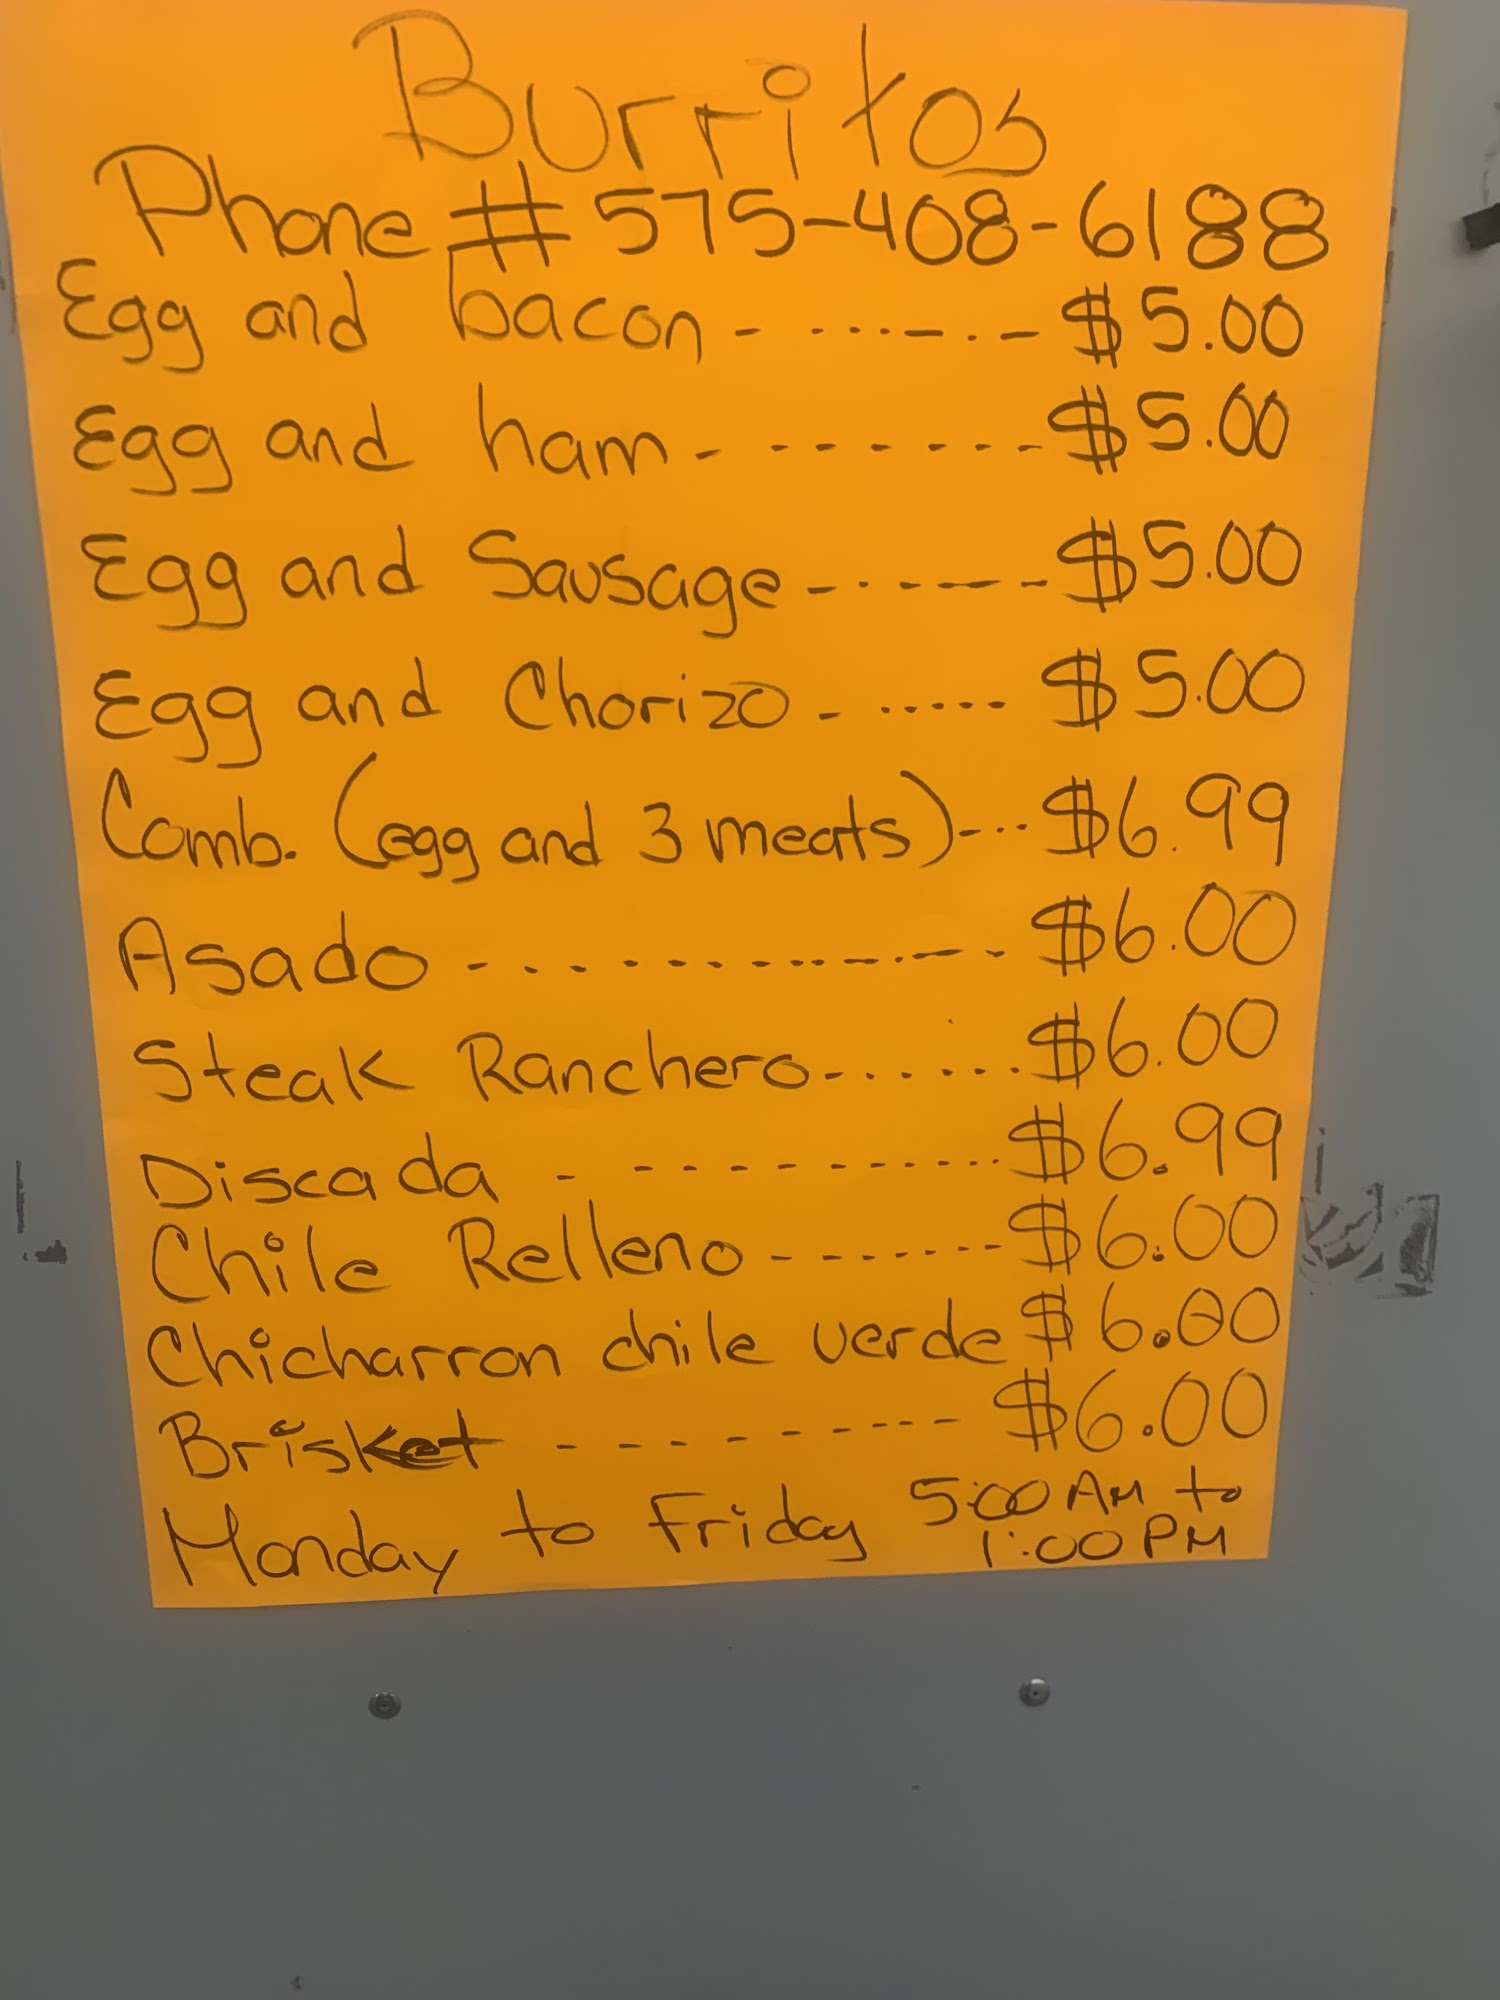 Burritos
Phone # 575-408-6188
Egg and bacon - - - - - - - $5.00
Egg and ham - - - - - - - - $5.00
Egg and Sausage - - - - - - $5.00
Egg and Chorizo - - - - - - $5.00
Comb. (egg and 3 meats) - - - $6.99
Asado - - - - - - - - - - - $6.00
Steak Ranchero - - - - - - - $6.00
Discada - - - - - - - - - - $6.99
Chile Relleno - - - - - - - $6.00
Chicharron chile verde $6.00
Brisket - - - - - - - - $6.00
Monday to Friday 5:00 AM to
1:00 PM